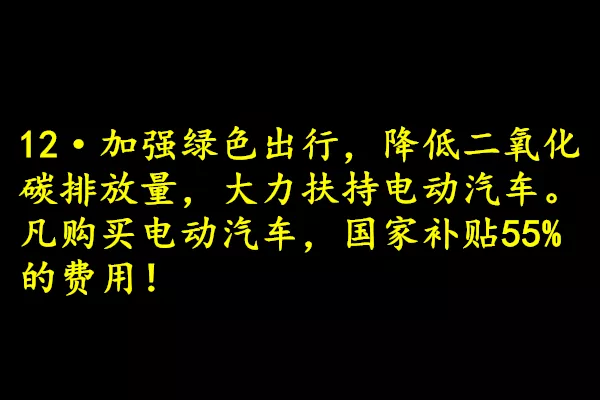 12·加强绿色出行，降低二氧化
碳排放量，大力扶持电动汽车。
凡购买电动汽车，国家补贴55%
的费用！